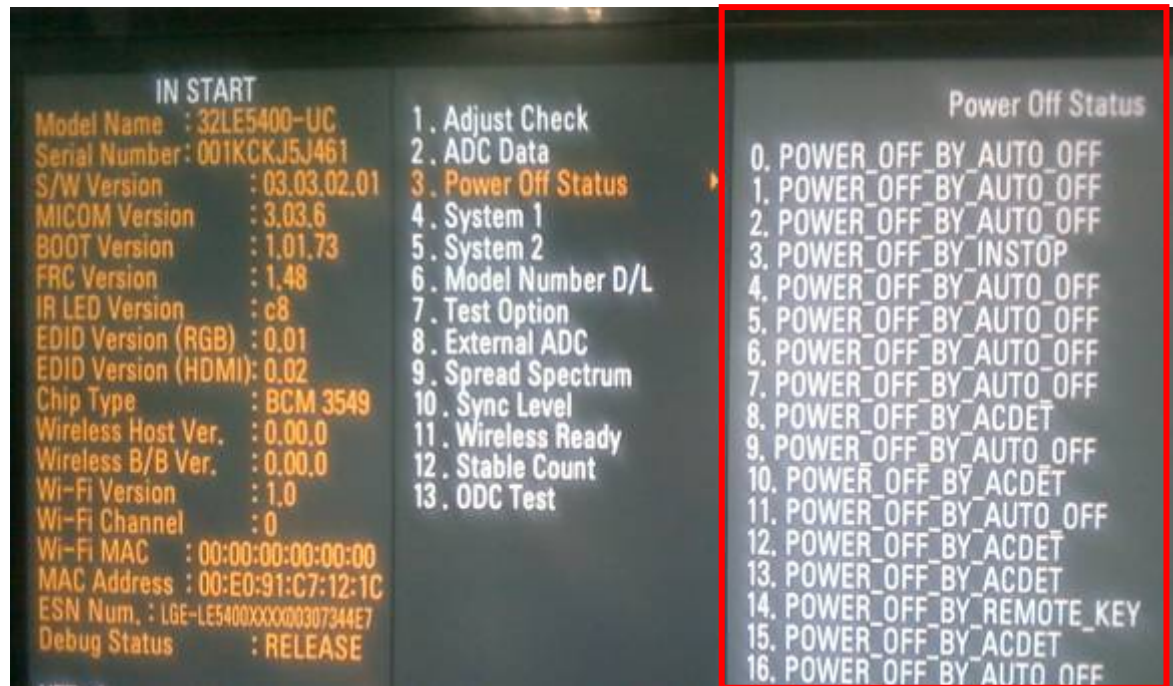 IN START
Model Name : 32LE5400-UC
Serial Number: 001KCKJ5J461
S/W Version : 03.03.02.01
MICOM Version : 3.03.6
BOOT Version : 1.01.73
FRC Version : 1.48
IR LED Version : c8
EDID Version (RGB) : 0.01
EDID Version (HDMI): 0.02
Chip Type : BCM 3549
Wireless Host Ver. : 0.00.0
Wireless B/B Ver. : 0.00.0
Wi-Fi Version : 1.0
Wi-Fi Channel : 0
Wi-Fi MAC : 00:00:00:00:00:00
MAC Address : 00:E0:91:C7:12:1C
ESN Num. : LGE-LE5400XXXX00307344E7
Debug Status : RELEASE
1. Adjust Check
2. ADC Data
3. Power Off Status
4. System 1
5. System 2
6. Model Number D/L
7. Test Option
8. External ADC
9. Spread Spectrum
10. Sync Level
11. Wireless Ready
12. Stable Count
13. ODC Test
Power Off Status
0. POWER_OFF_BY_AUTO_OFF
1. POWER_OFF_BY_AUTO_OFF
2. POWER_OFF_BY_AUTO_OFF
3. POWER_OFF_BY_INSTOP
4. POWER_OFF_BY_AUTO_OFF
5. POWER_OFF_BY_AUTO_OFF
6. POWER_OFF_BY_AUTO_OFF
7. POWER_OFF_BY_AUTO_OFF
8. POWER_OFF_BY_ACDET
9. POWER_OFF_BY_AUTO_OFF
10. POWER_OFF_BY_ACDET
11. POWER_OFF_BY_AUTO_OFF
12. POWER_OFF_BY_ACDET
13. POWER_OFF_BY_ACDET
14. POWER_OFF_BY_REMOTE_KEY
15. POWER_OFF_BY_ACDET
16. POWER_OFF_BY_AUTO_OFF